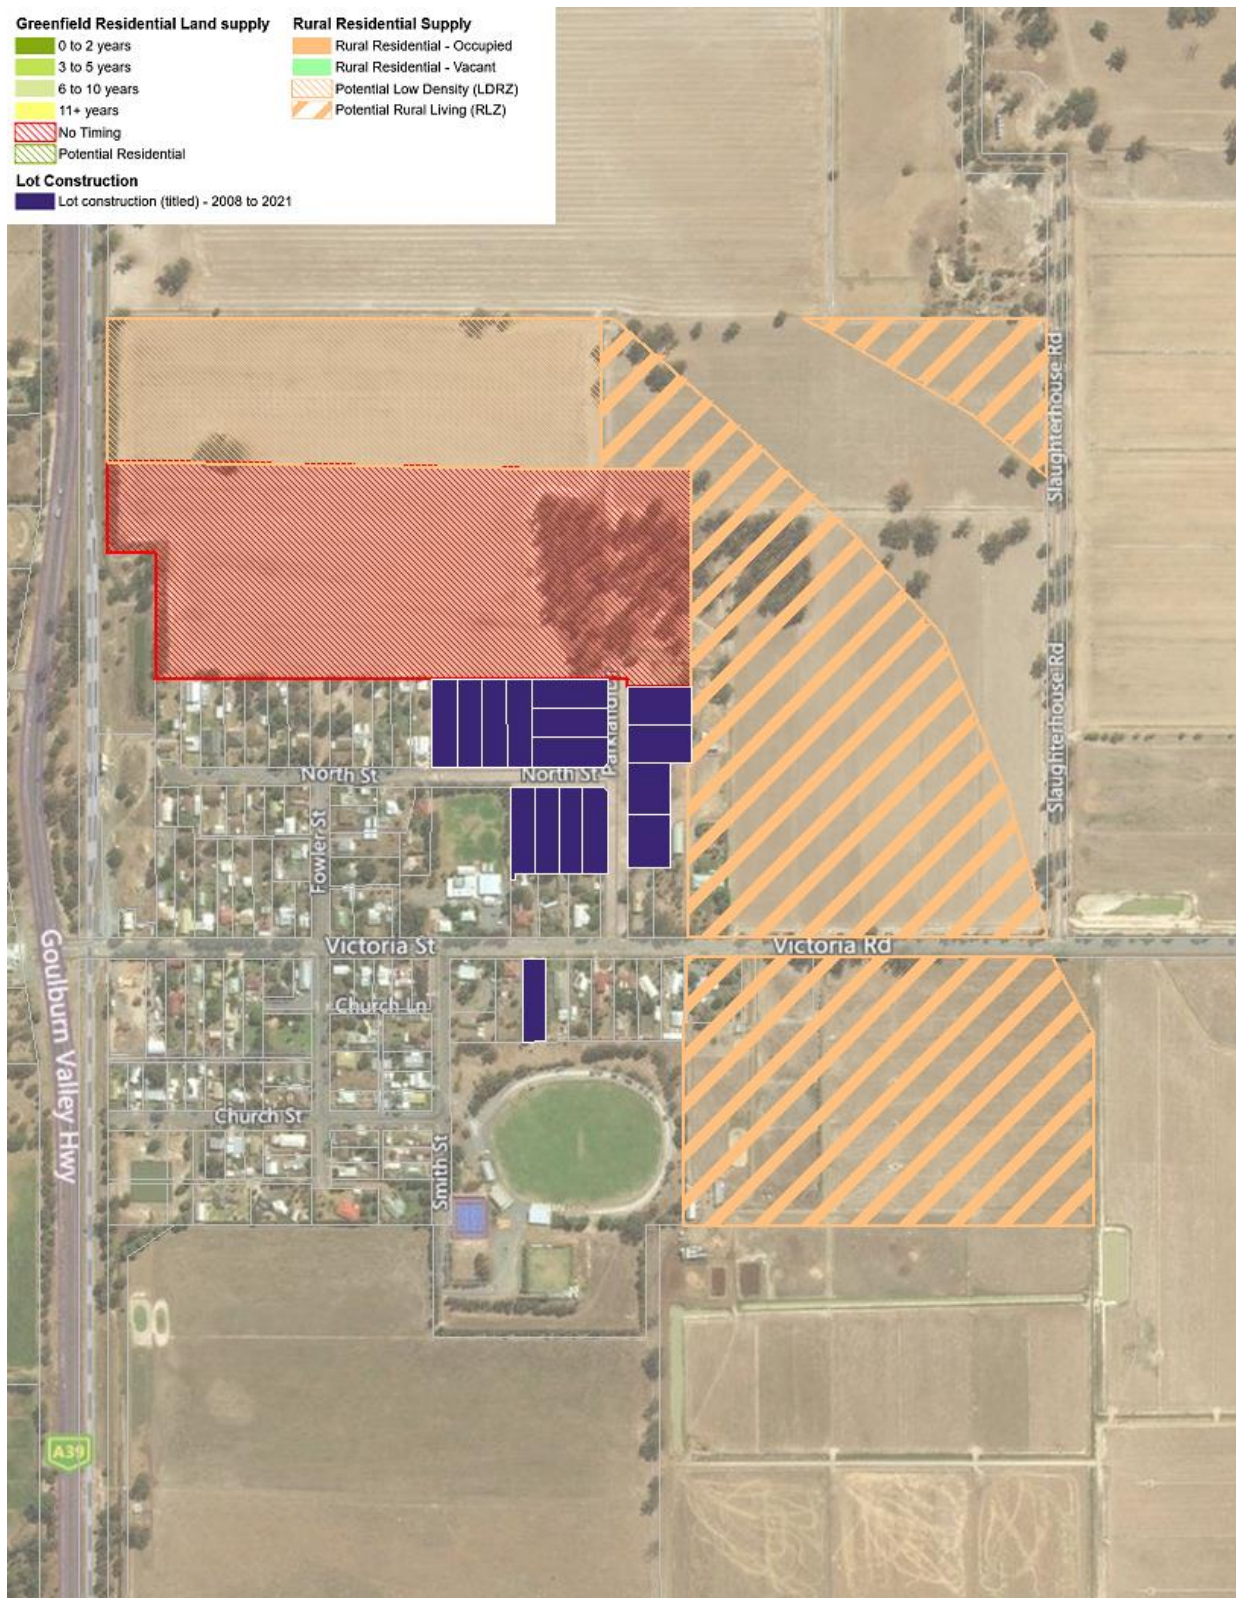 Greenfield Residential Land supply
0 to 2 years
3 to 5 years
6 to 10 years
11+ years
No Timing
Potential Residential
Lot Construction
Lot construction (titled) - 2008 to 2021
Rural Residential Supply
Rural Residential - Occupied
Rural Residential - Vacant
Potential Low Density (LDRZ)
Potential Rural Living (RLZ)
Slaughterhouse Rd
Slaughterhouse Rd
North St
North St
Fowler St
Victoria St
Victoria Rd
Goulburn Valley Hwy
Church Ln
Church St
Smith St
A39